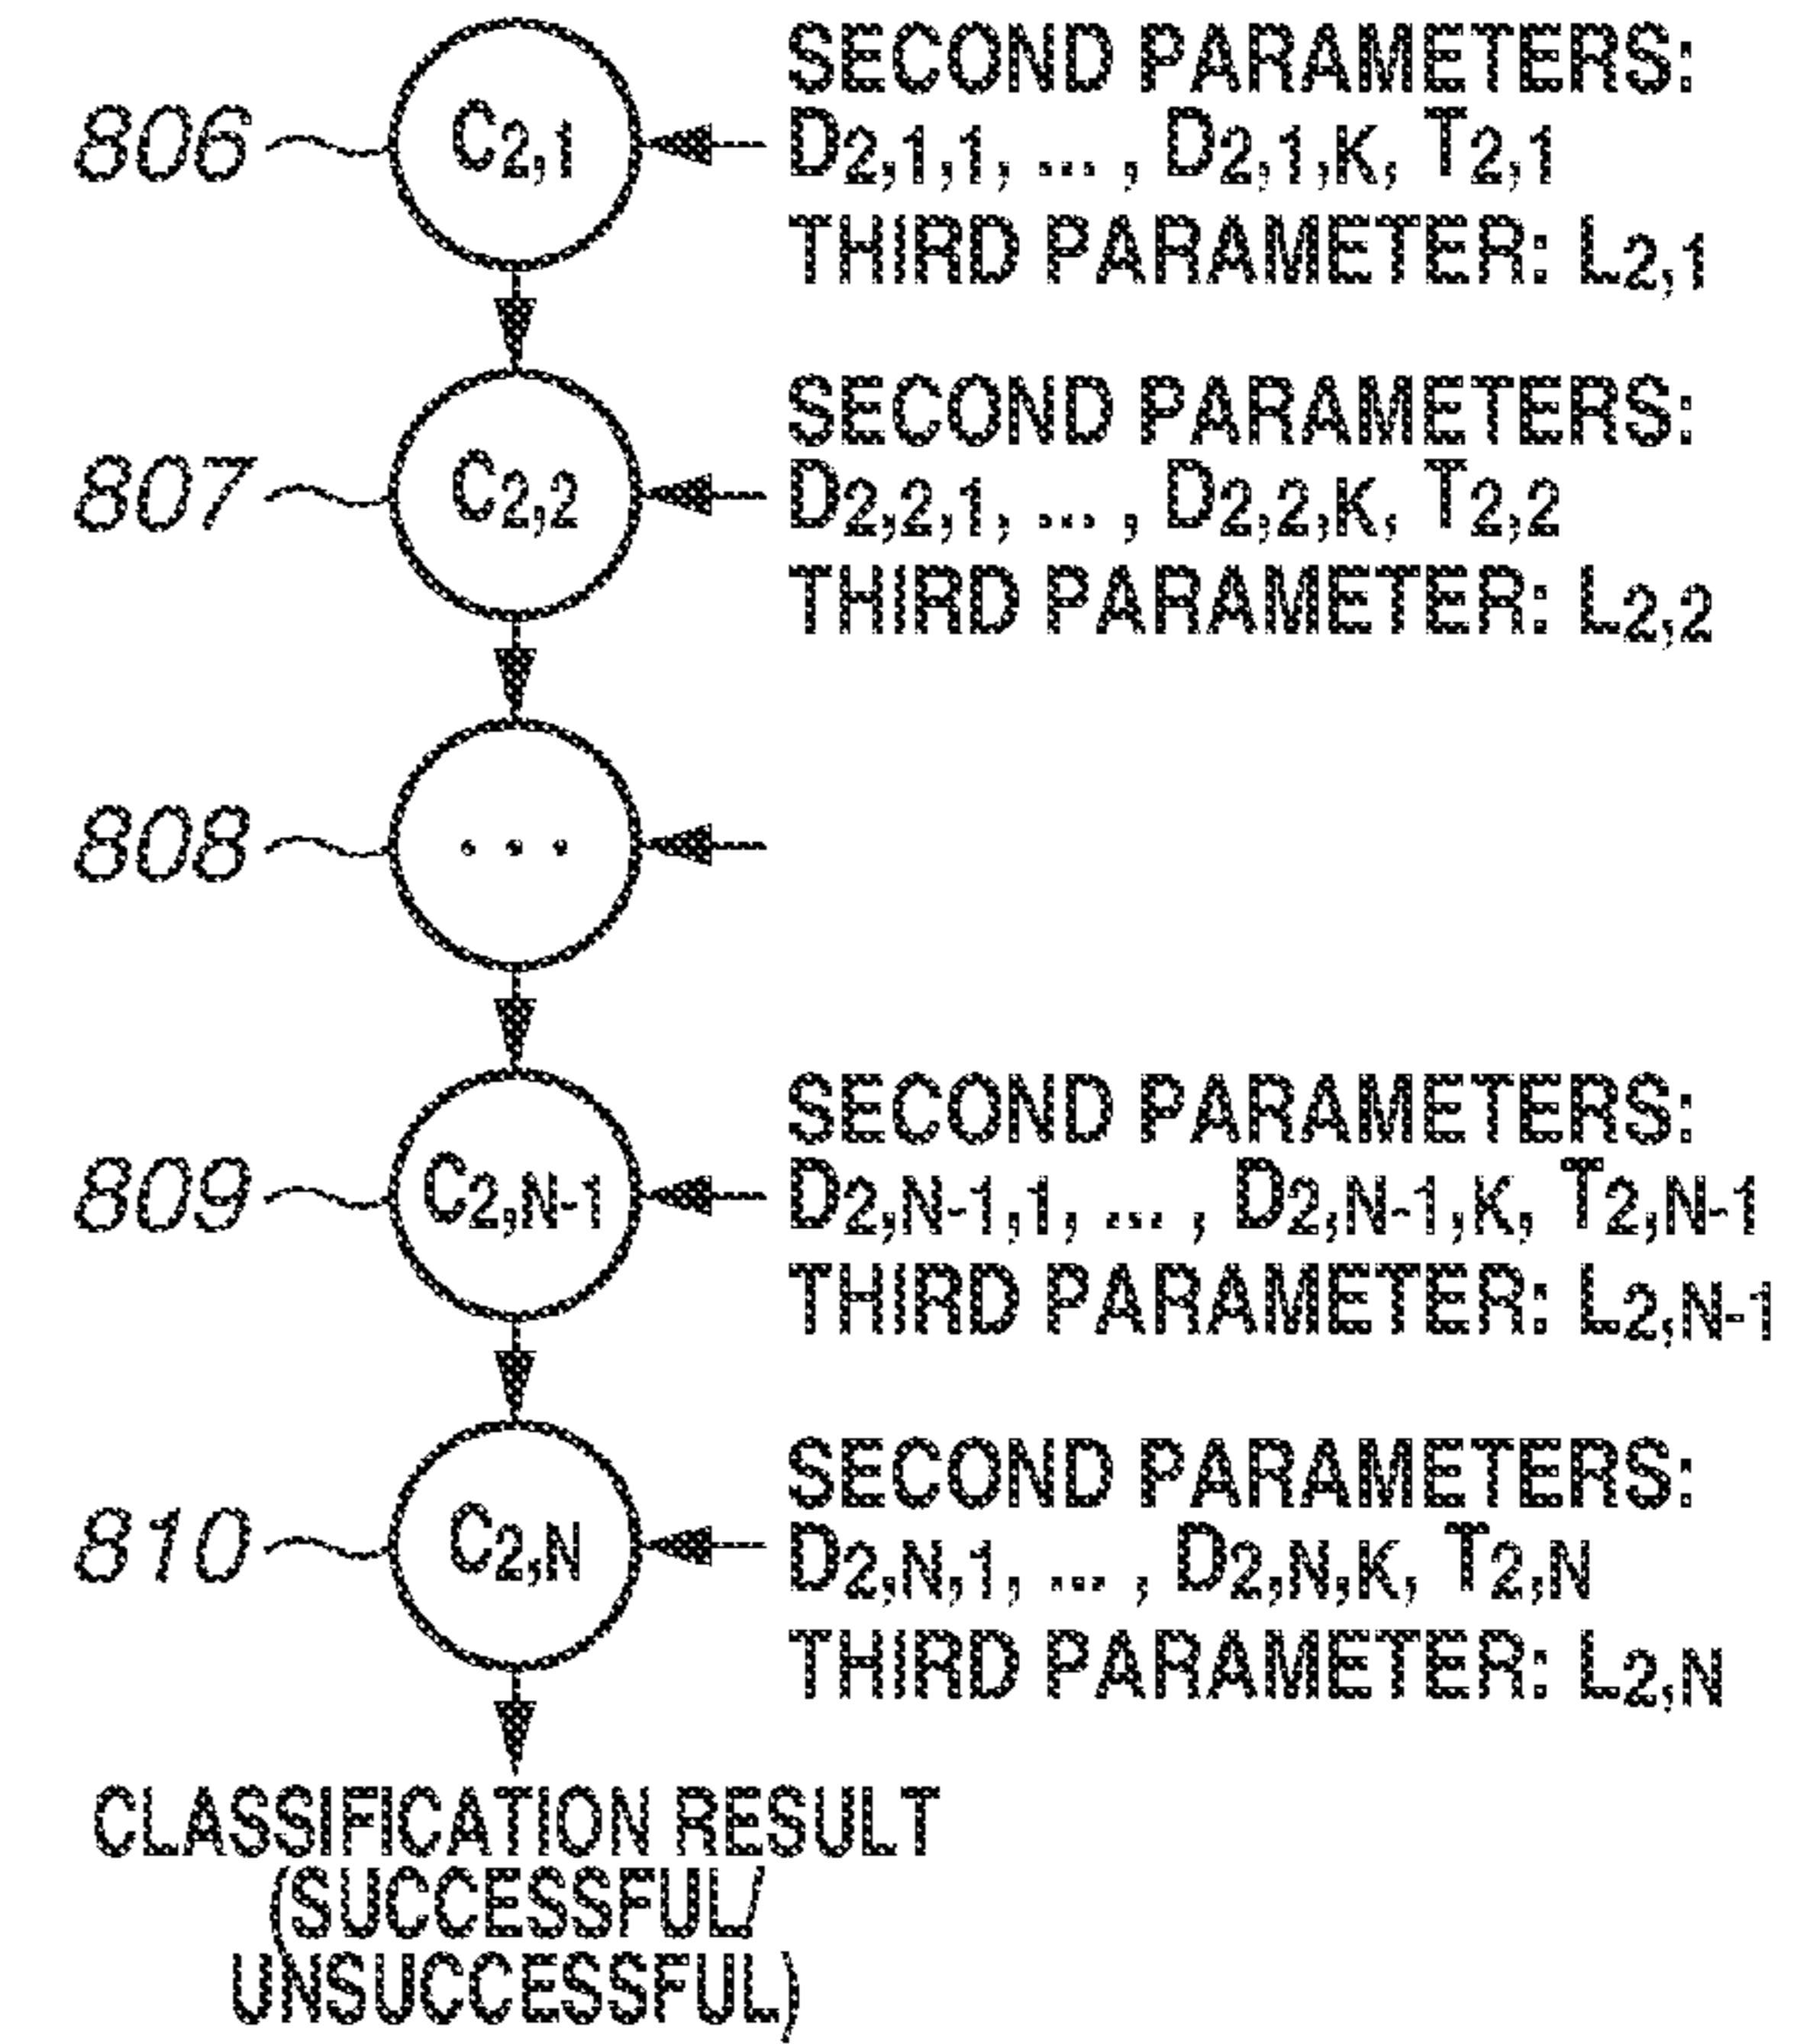 SECOND PARAMETERS:
806 C2,1 D2,1,1, ... , D2,1,K, T2,1
THIRD PARAMETER: L2,1
SECOND PARAMETERS:
807 C2,2 D2,2,1, ... , D2,2,K, T2,2
THIRD PARAMETER: L2,2
808 ...
SECOND PARAMETERS:
809 C2,N-1 D2,N-1,1, ... , D2,N-1,K, T2,N-1
THIRD PARAMETER: L2,N-1
SECOND PARAMETERS:
810 C2,N D2,N,1, ... , D2,N,K, T2,N
THIRD PARAMETER: L2,N
CLASSIFICATION RESULT
(SUCCESSFUL/
UNSUCCESSFUL)